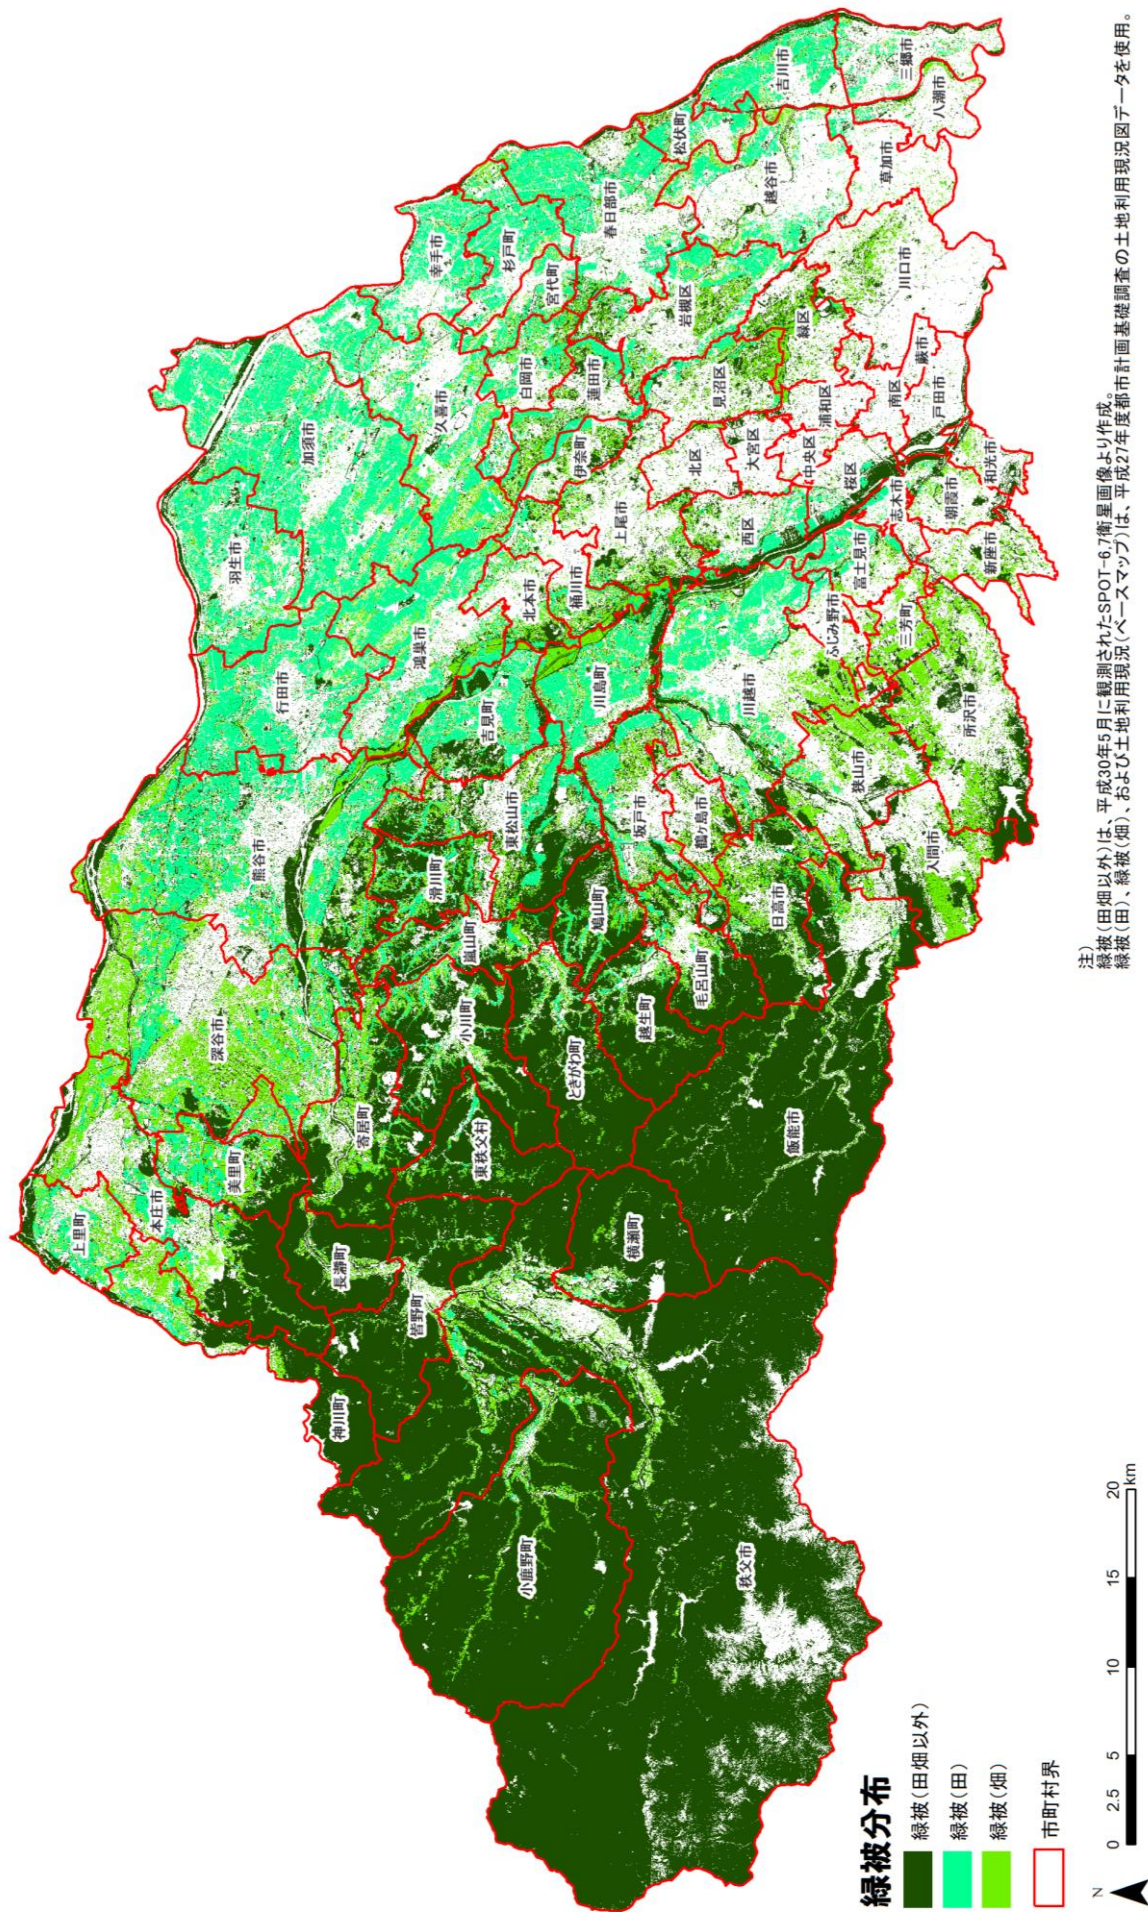 上里町
本庄市
神川町
美里町
深谷市
熊谷市
行田市
羽生市
加須市
長瀞町
寄居町
皆野町
小鹿野町
秩父市
横瀬町
東秩父村
小川町
嵐山町
滑川町
東松山市
吉見町
鴻巣市
久喜市
幸手市
杉戸町
宮代町
白岡市
蓮田市
伊奈町
北本市
桶川市
上尾市
川島町
ときがわ町
鳩山町
越生町
毛呂山町
坂戸市
鶴ヶ島市
日高市
飯能市
川越市
狭山市
入間市
所沢市
三芳町
ふじみ野市
富士見市
志木市
新座市
朝霞市
和光市
西区
北区
大宮区
見沼区
岩槻区
中央区
桜区
浦和区
南区
緑区
春日部市
松伏町
越谷市
吉川市
三郷市
八潮市
草加市
川口市
蕨市
戸田市
緑被分布
緑被(田畑以外)
緑被(田)
緑被(畑)
市町村界
N
0 2.5 5 10 15 20
km
注)
緑被(田畑以外)は、平成30年5月に観測されたSPOT-6,7衛星画像より作成。
緑被(田)、緑被(畑)、および土地利用現況(ベースマップ)は、平成27年度都市計画基礎調査の土地利用現況図データを使用。